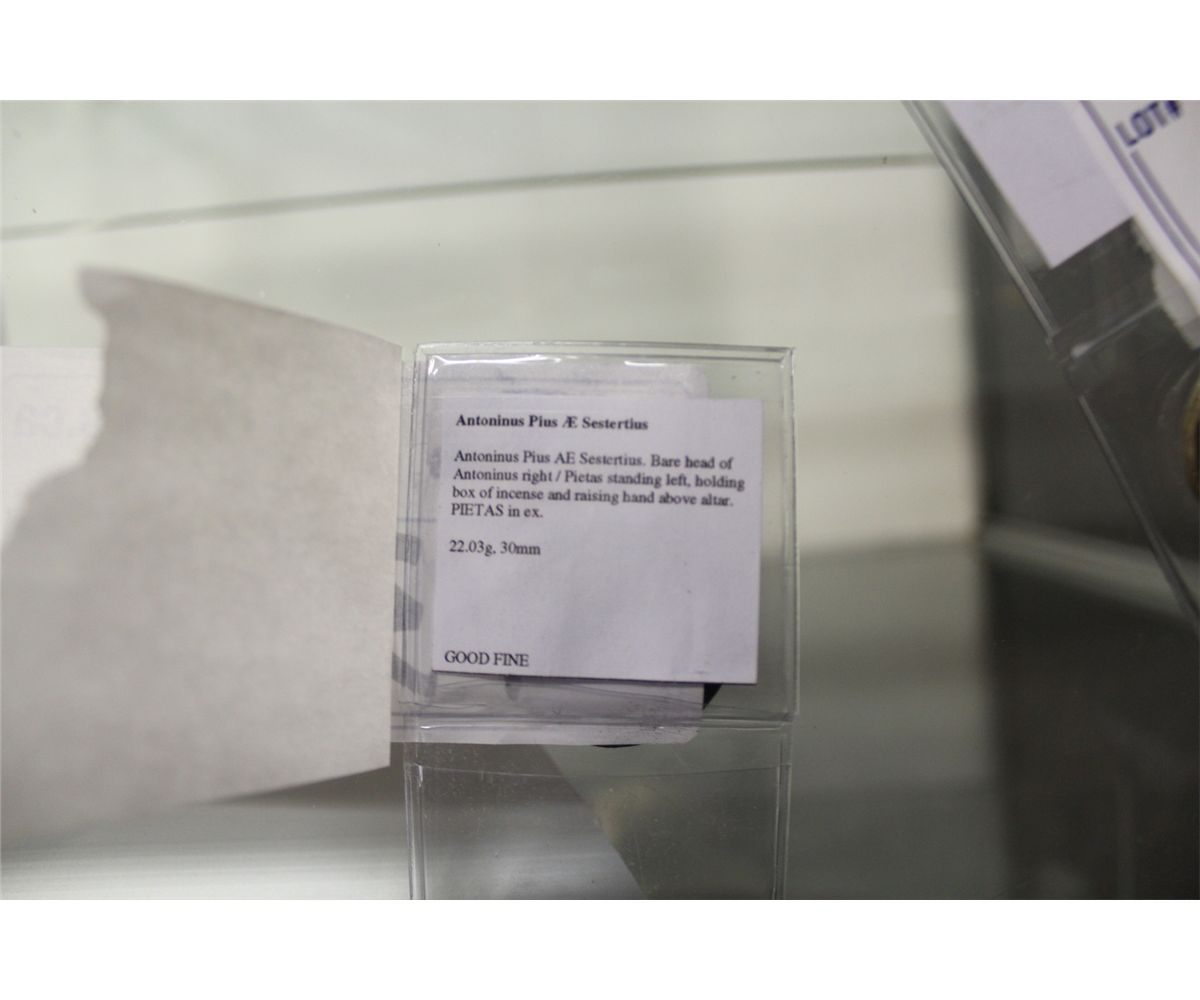 LOT#
Antoninus Pius Æ Sestertius
Antoninus Pius AE Sestertius. Bare head of
Antoninus right / Pietas standing left, holding
box of incense and raising hand above altar.
PIETAS in ex.
22.03g, 30mm
GOOD FINE